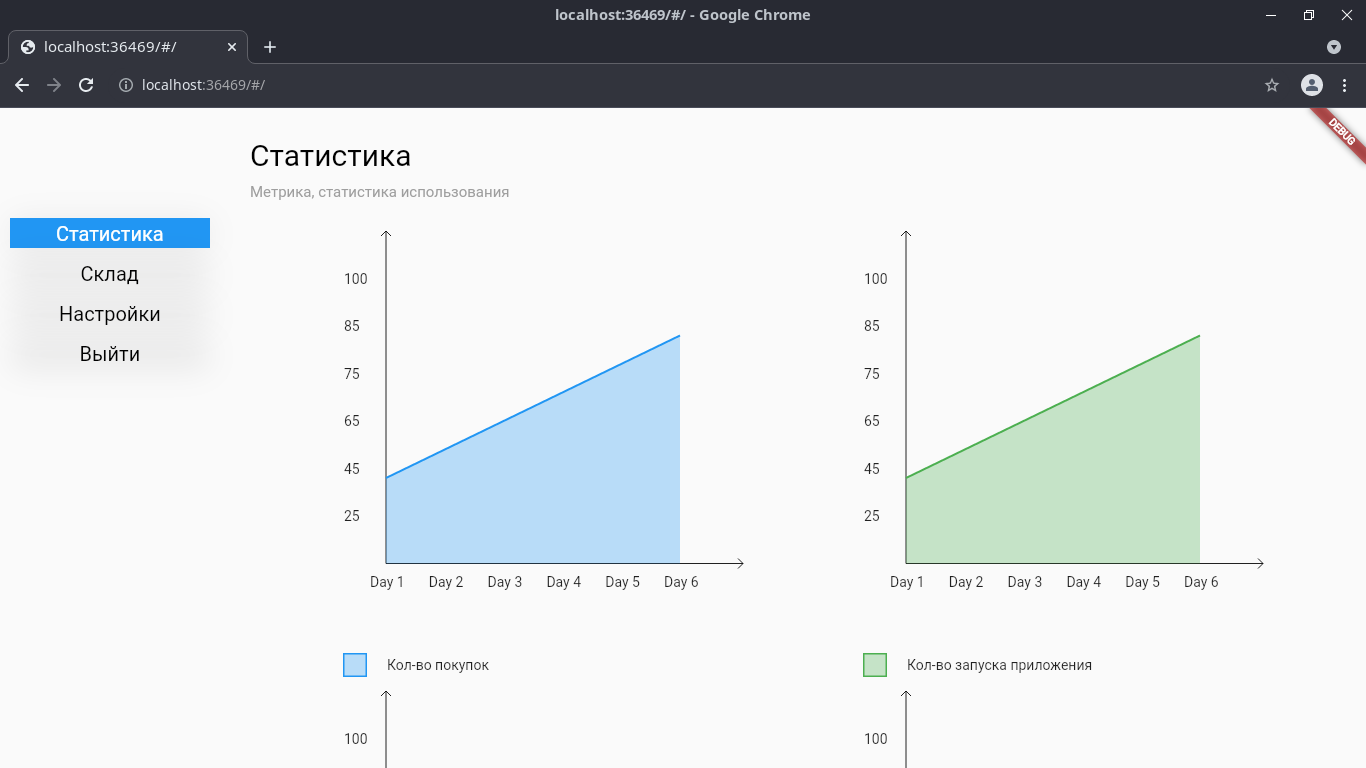 localhost:36469/#/ - Google Chrome
localhost:36469/#/
localhost:36469/#/
DEBUG
Статистика
Метрика, статистика использования
Статистика
Склад
Настройки
Выйти
100
85
75
65
45
25
Day 1 Day 2 Day 3 Day 4 Day 5 Day 6
Кол-во покупок
100
85
75
65
45
25
Day 1 Day 2 Day 3 Day 4 Day 5 Day 6
Кол-во запуска приложения
100
100